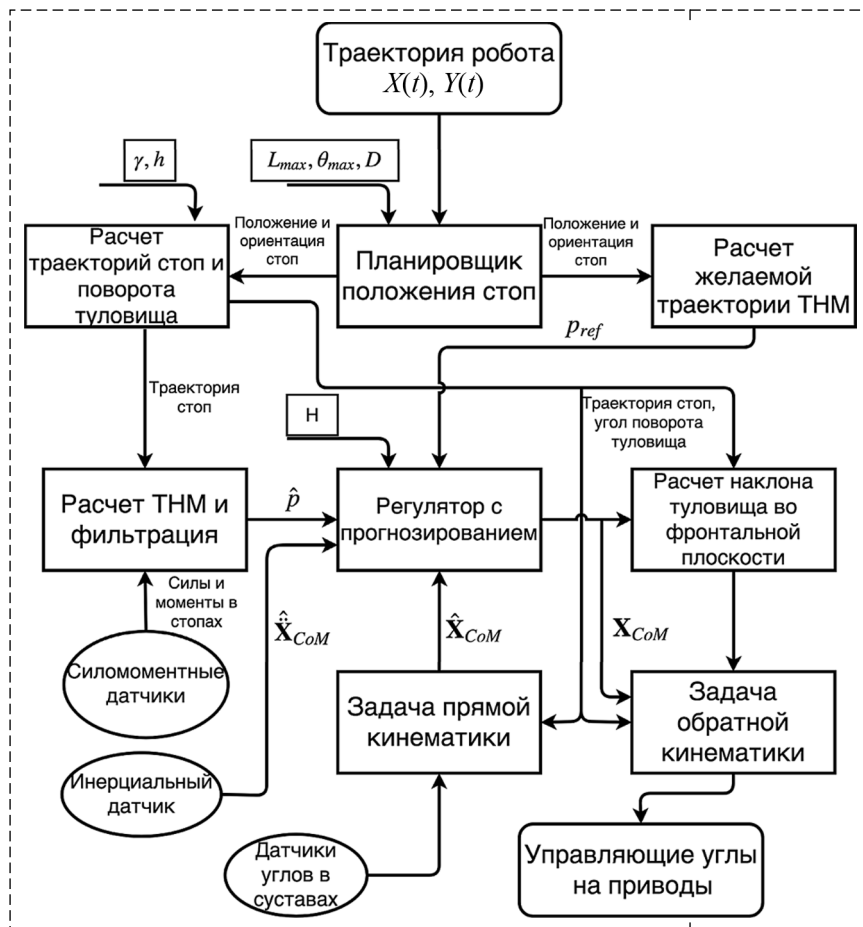 Траектория робота
X(t), Y(t)
γ, h
L_max, θ_max, D
Расчет
траекторий стоп и
поворота
туловища
Положение и
ориентация
стоп
Планировщик
положения стоп
Положение и
ориентация
стоп
Расчет
желаемой
траектории ТНМ
p_ref
Траектория
стоп
H
Траектория стоп,
угол поворота
туловища
Расчет ТНМ и
фильтрация
p̂
Регулятор с
прогнозированием
Расчет наклона
туловища во
фронтальной
плоскости
Силы и
моменты в
стопах
Ẍ̂_CoM
X̂_CoM
X_CoM
Силомоментные
датчики
Задача прямой
кинематики
Задача
обратной
кинематики
Инерциальный
датчик
Датчики
углов в
суставах
Управляющие углы
на приводы